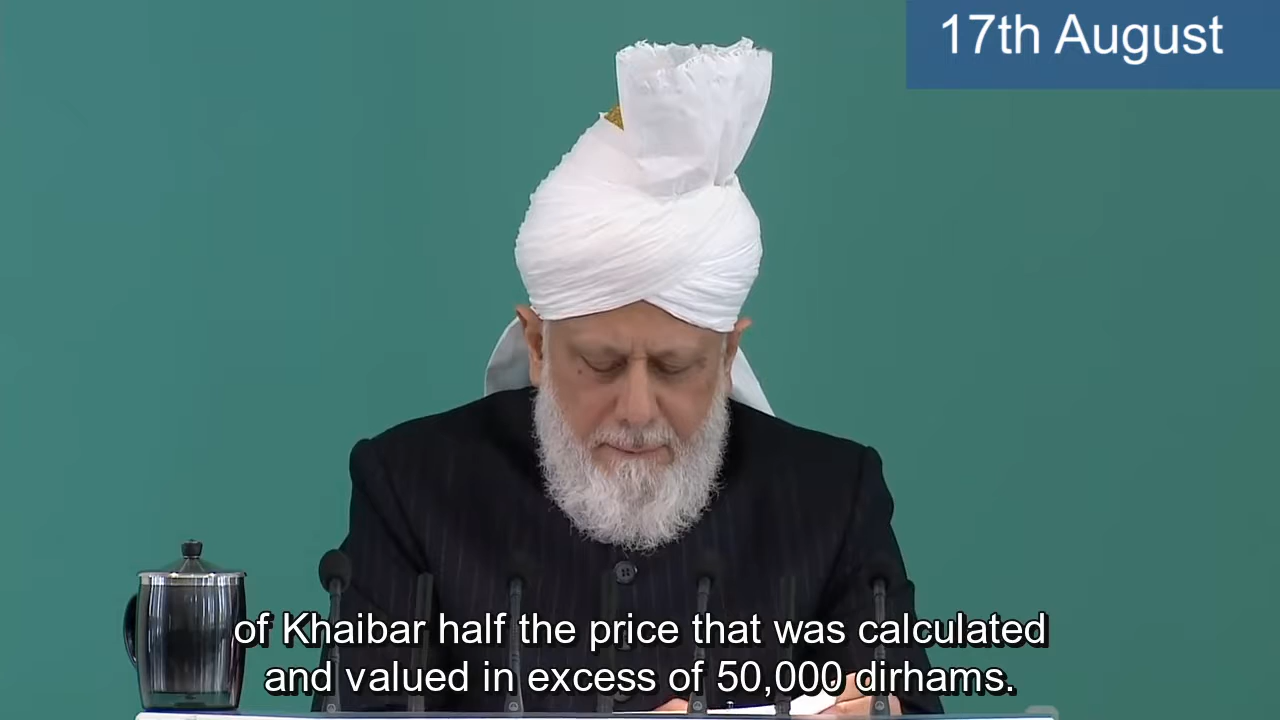 17th August
of Khaibar half the price that was calculated
and valued in excess of 50,000 dirhams.